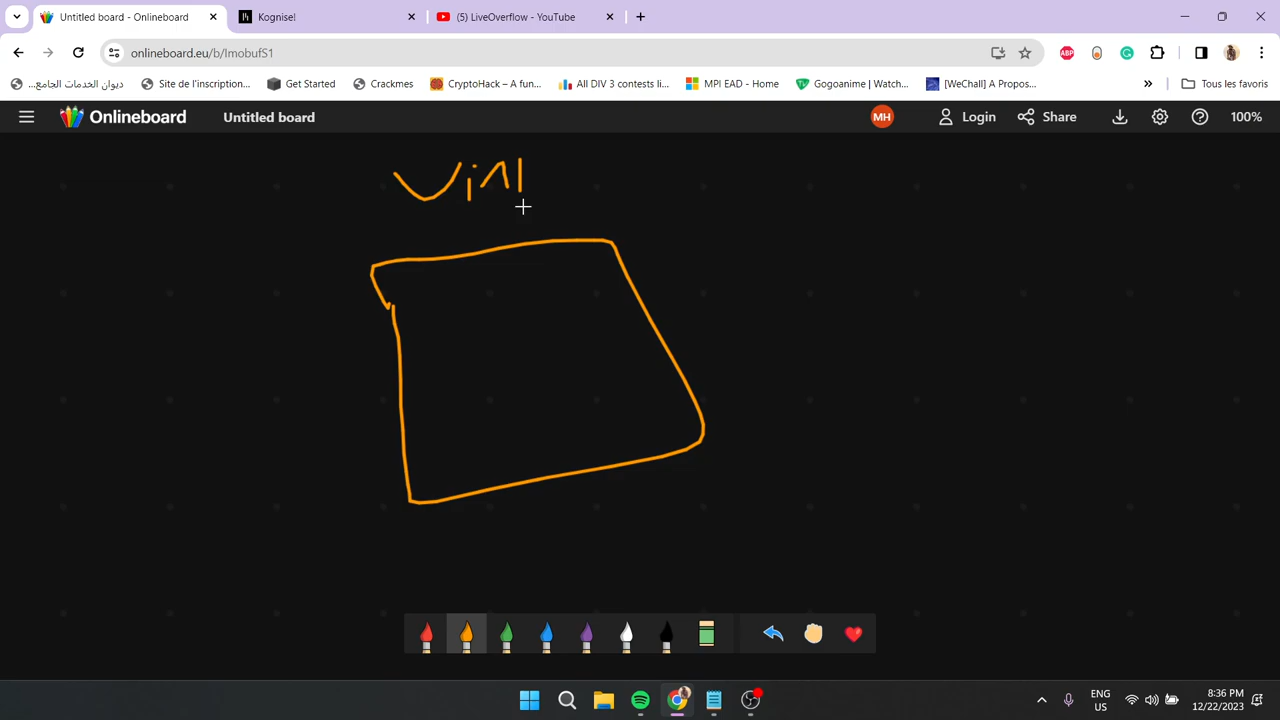 Untitled board - Onlineboard
Kognise!
(5) LiveOverflow - YouTube
onlineboard.eu/b/ImobufS1
ديوان الخدمات الجامع...
Site de l'inscription...
Get Started
Crackmes
CryptoHack – A fun...
All DIV 3 contests li...
MPI EAD - Home
Gogoanime | Watch...
[WeChall] A Propos...
»
Tous les favoris
Onlineboard
Untitled board
MH
Login
Share
100%
ABP
ENG
US
8:36 PM
12/22/2023